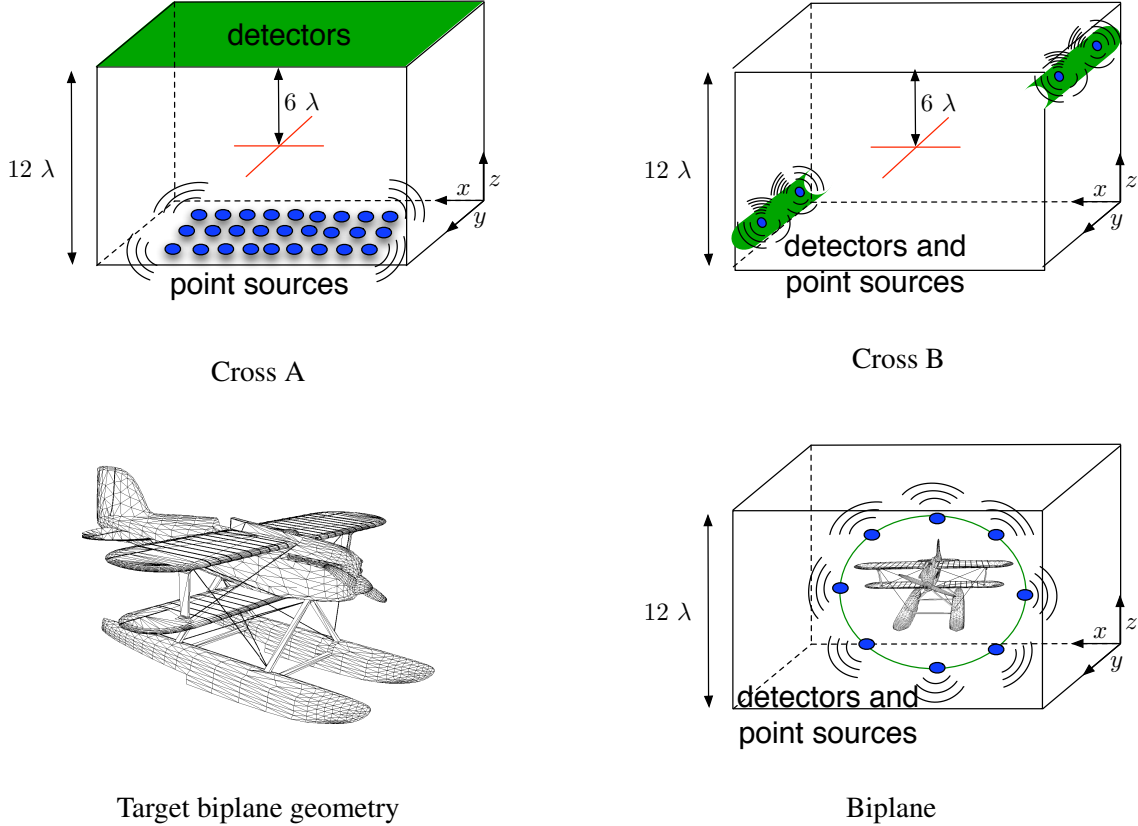 detectors
6 λ
12 λ
x
z
y
point sources
Cross A
6 λ
12 λ
x
z
y
detectors and
point sources
Cross B
Target biplane geometry
12 λ
x
z
y
detectors and
point sources
Biplane